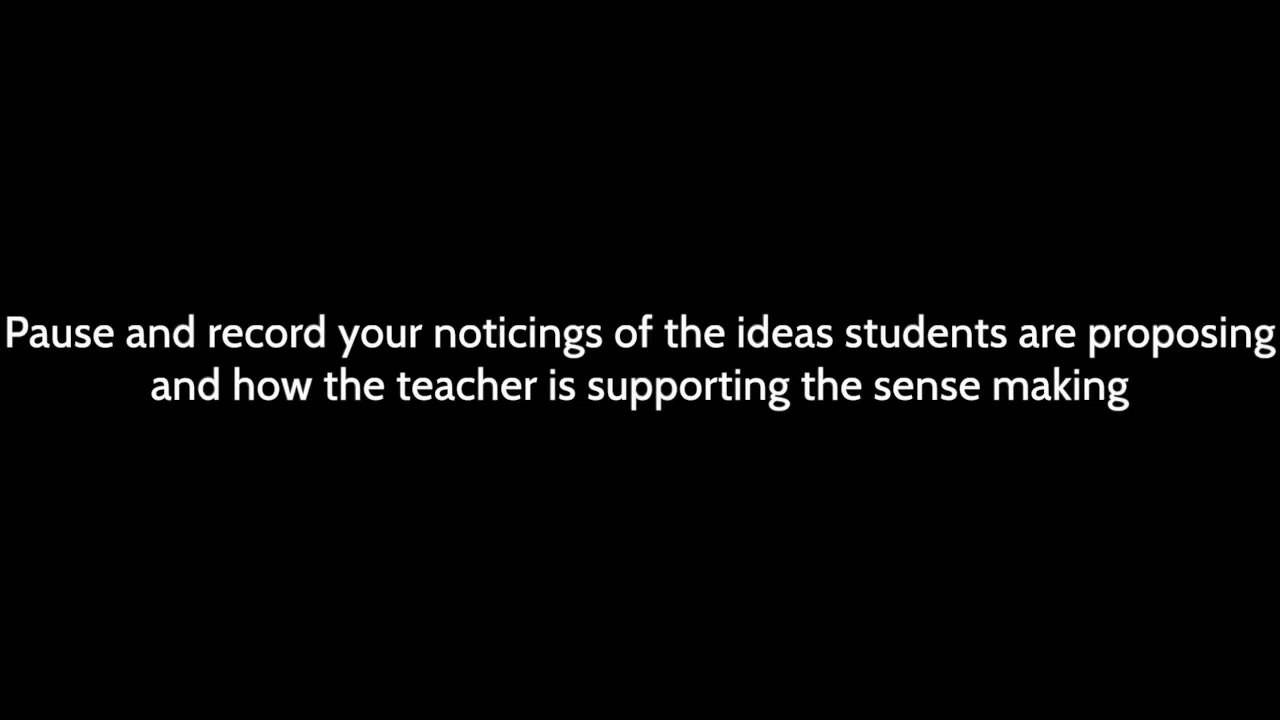 Pause and record your noticings of the ideas students are proposing
and how the teacher is supporting the sense making